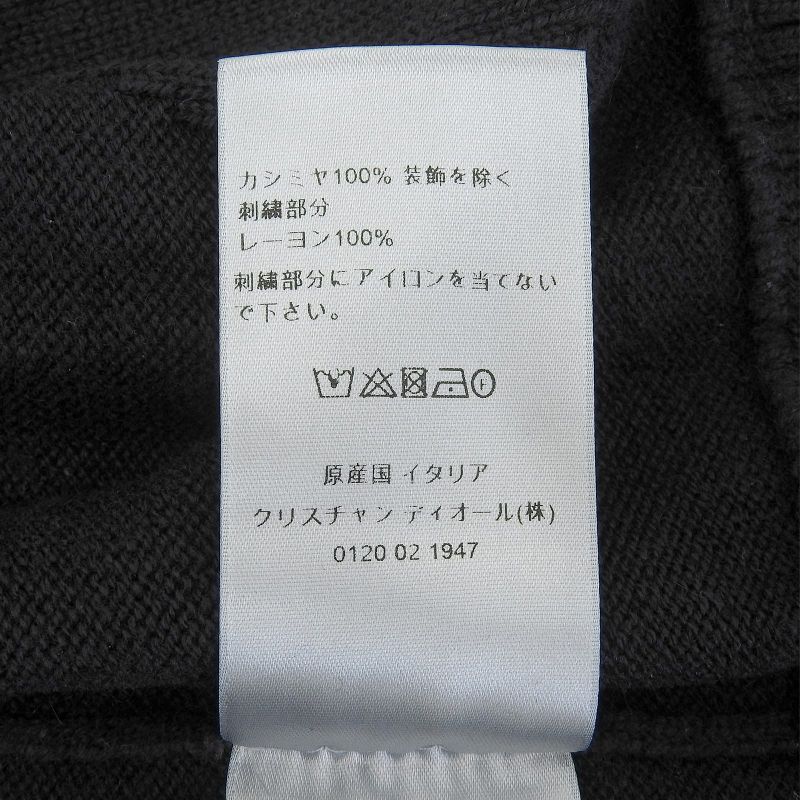 カシミヤ100% 装飾を除く
刺繍部分
レーヨン100%
刺繍部分にアイロンを当てない
で下さい。
F
原産国 イタリア
クリスチャン ディオール(株)
0120 02 1947